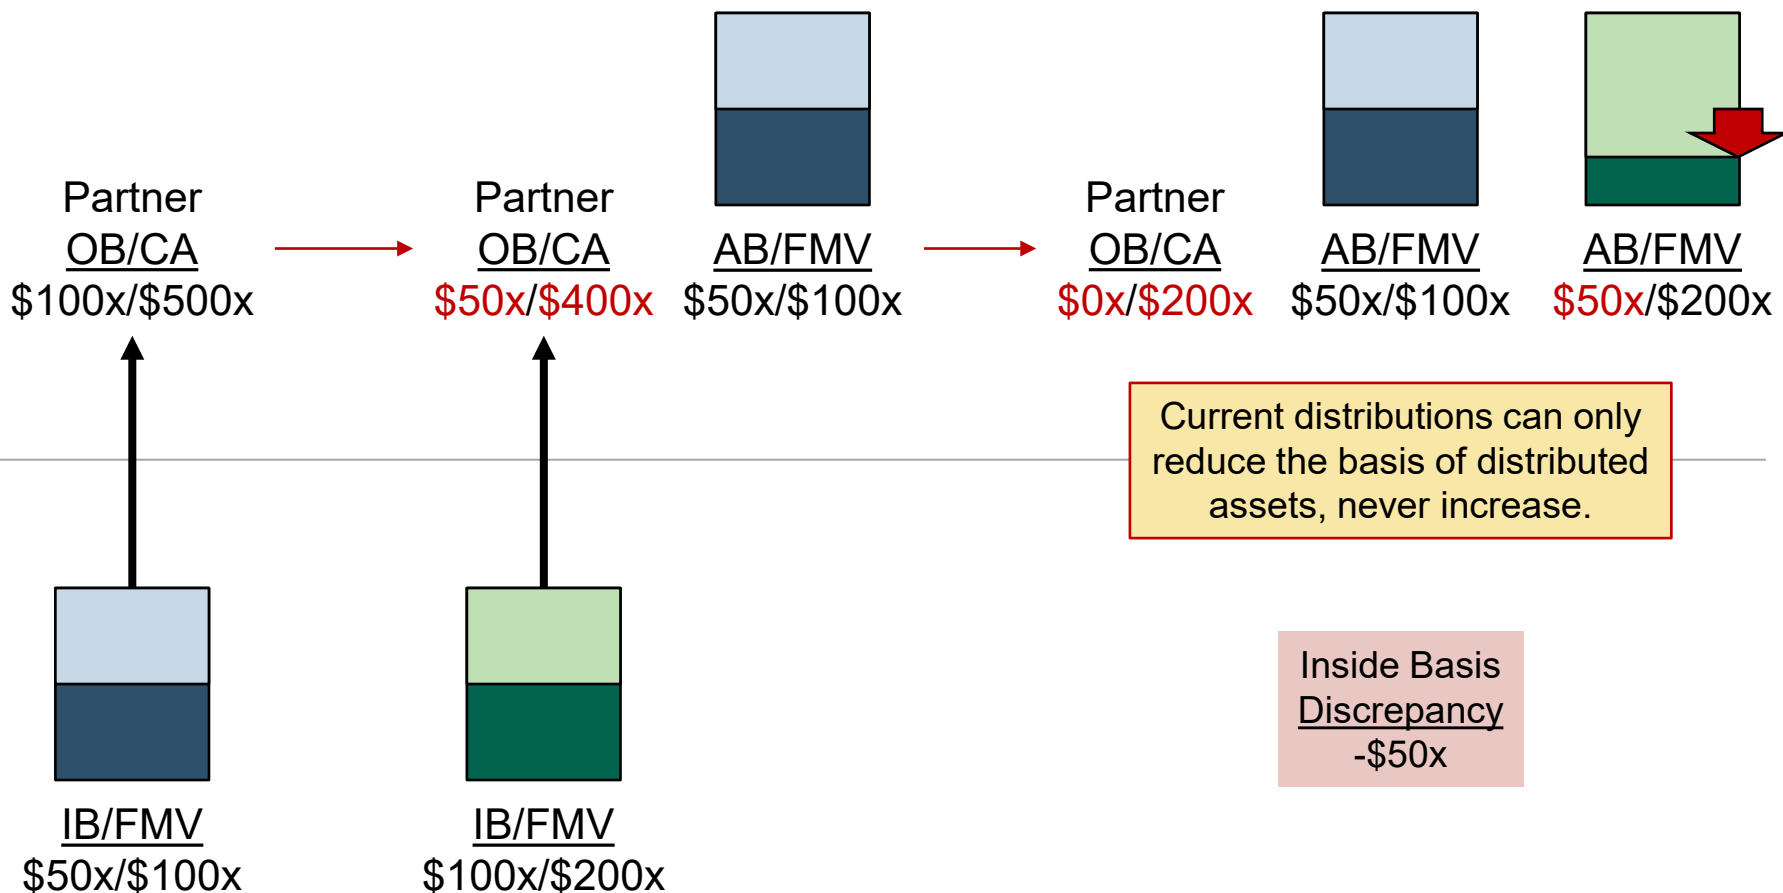 Partner
OB/CA
$100x/$500x
Partner
OB/CA
$50x/$400x
AB/FMV
$50x/$100x
Partner
OB/CA
$0x/$200x
AB/FMV
$50x/$100x
AB/FMV
$50x/$200x
Current distributions can only
reduce the basis of distributed
assets, never increase.
Inside Basis
Discrepancy
-$50x
IB/FMV
$50x/$100x
IB/FMV
$100x/$200x